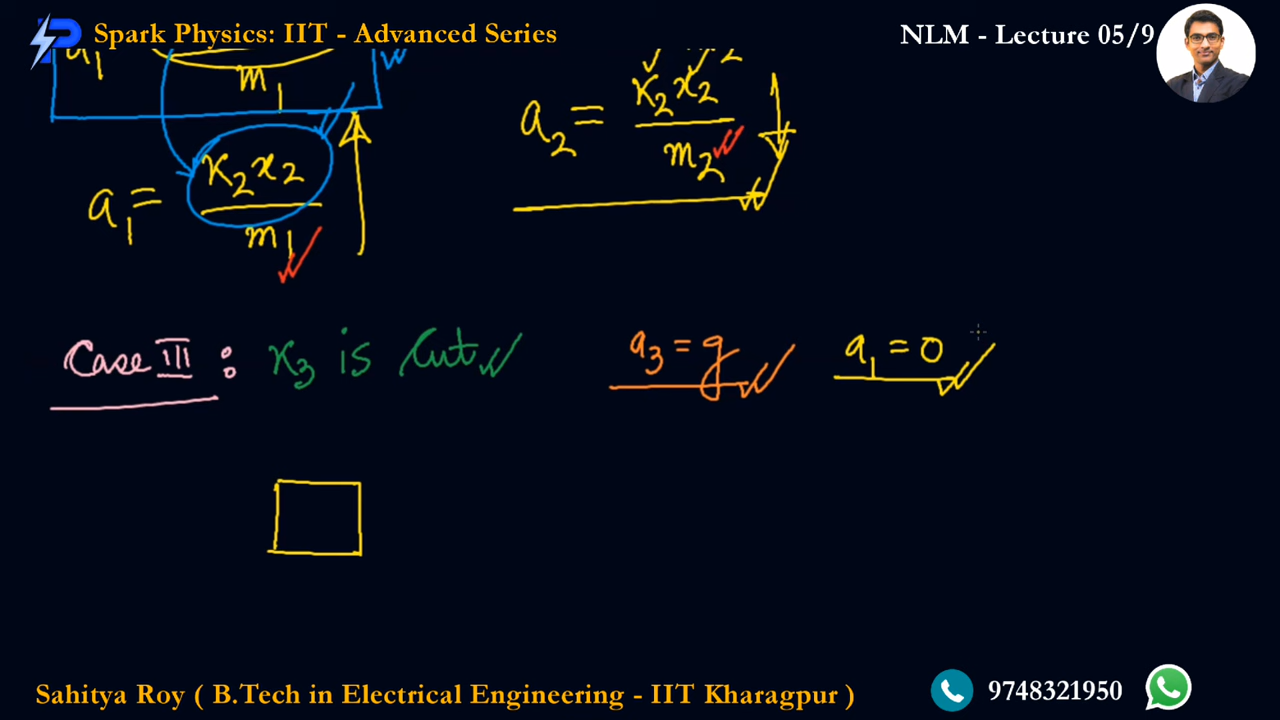 Spark Physics: IIT - Advanced Series
NLM - Lecture 05/9
a1
m1
a1 = K2x2 / m1
a2 = K2x2 / m2
Case III : K3 is Cut
a3 = g
a1 = 0
Sahitya Roy ( B.Tech in Electrical Engineering - IIT Kharagpur )
9748321950